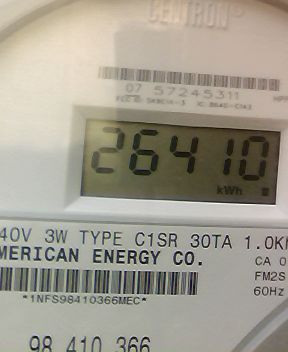 CENTRON®
07 57245311
26410
kWh
40V 3W TYPE C1SR 30TA 1.0K
MERICAN ENERGY CO.
CA 0
FM2S
*1NFS98410366MEC*
60Hz
98 410 366